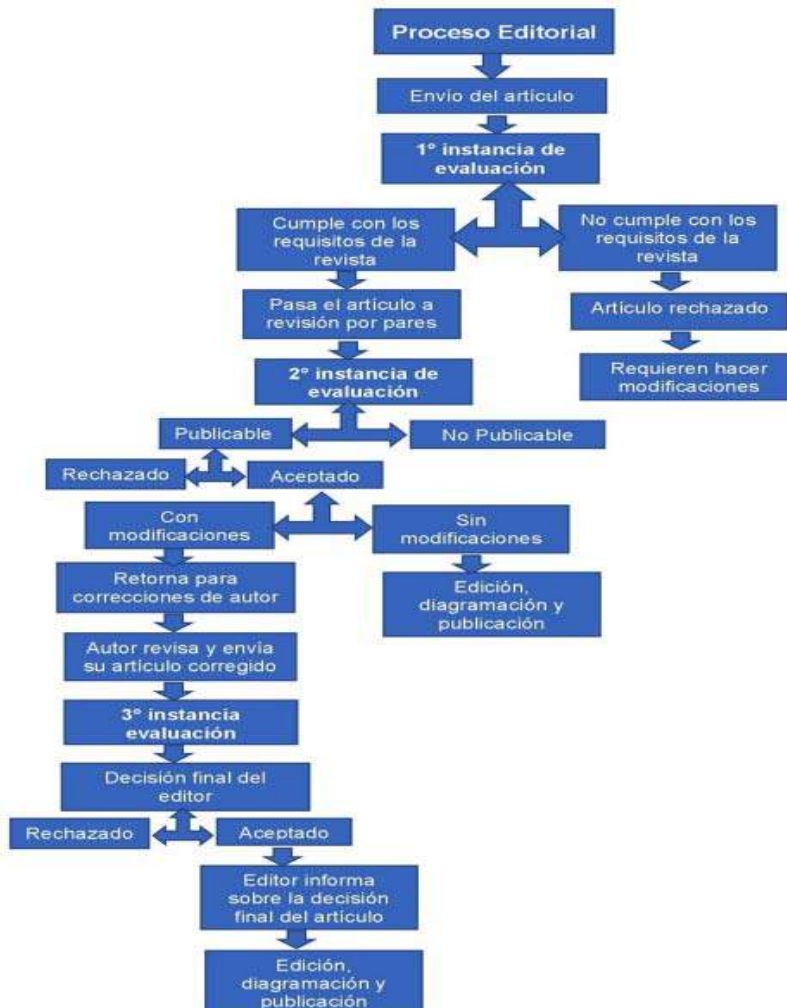 Proceso Editorial
Envío del artículo
1° instancia de
evaluación
Cumple con los
requisitos de la
revista
No cumple con los
requisitos de la
revista
Pasa el artículo a
revisión por pares
Artículo rechazado
Requieren hacer
modificaciones
2° instancia de
evaluación
Publicable
No Publicable
Rechazado
Aceptado
Con
modificaciones
Sin
modificaciones
Retorna para
correcciones de autor
Edición,
diagramación y
publicación
Autor revisa y envía
su artículo corregido
3° instancia
evaluación
Decisión final del
editor
Rechazado
Aceptado
Editor informa
sobre la decisión
final del artículo
Edición,
diagramación y
publicación